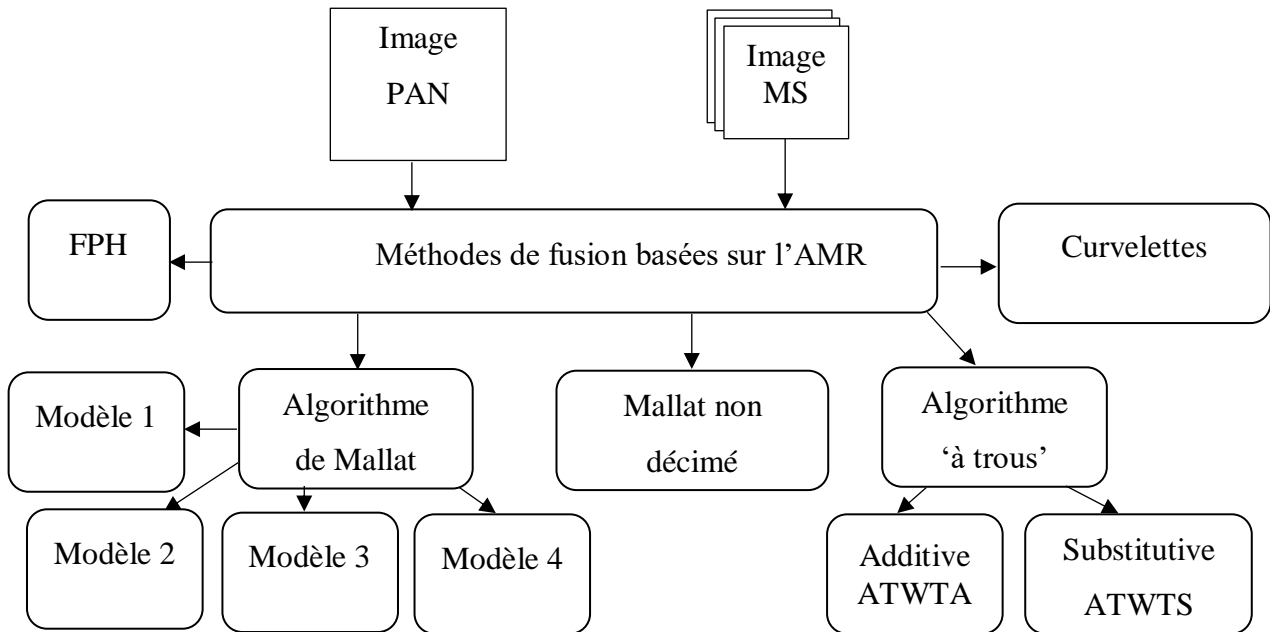 Image
PAN
Image
MS
FPH
Méthodes de fusion basées sur l’AMR
Curvelettes
Modèle 1
Algorithme
de Mallat
Mallat non
décimé
Algorithme
‘à trous’
Modèle 2
Modèle 3
Modèle 4
Additive
ATWTA
Substitutive
ATWTS